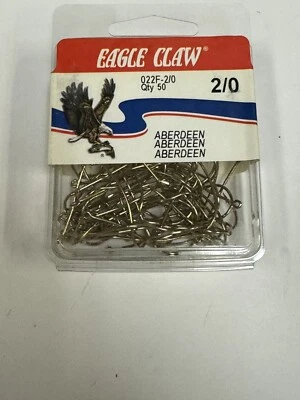 EAGLE CLAW®
022F-2/0
Qty 50
2/0
ABERDEEN
ABERDEEN
ABERDEEN